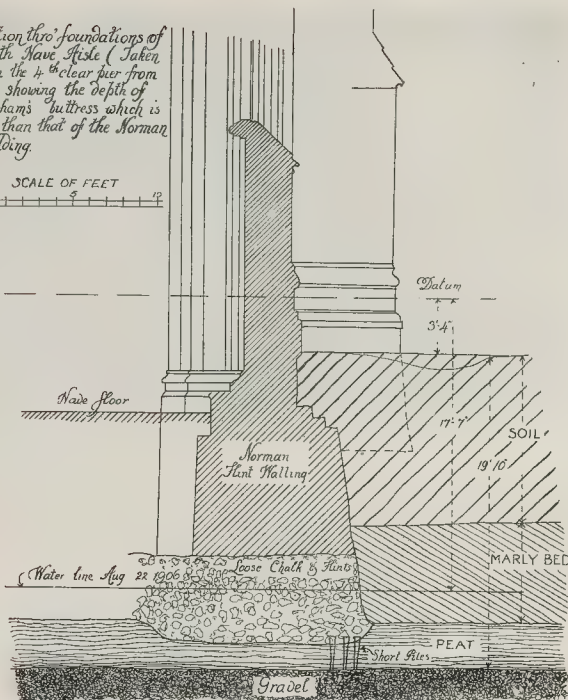 tion thro' foundations of
th Nave Aisle ( Taken
the 4th clear pier from
showing the depth of
ham's buttress which is
than that of the Norman
ding.
SCALE OF FEET
5 10
Datum
3'·4"
Nave floor
17'·7"
SOIL
19'·10"
Norman
Flint Walling
MARLY BED
Loose Chalk & Flints
Water line Aug 22 1906
PEAT
Short Piles
Gravel